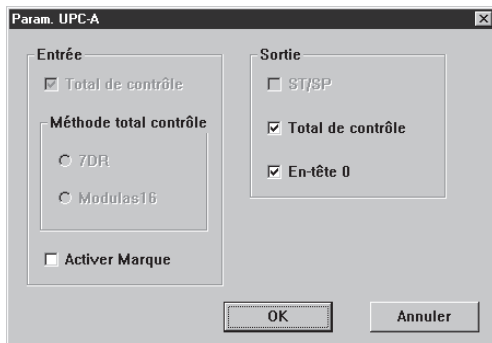 Param. UPC-A
Entrée
Total de contrôle
Méthode total contrôle
7DR
Modulas16
Activer Marque
Sortie
ST/SP
Total de contrôle
En-tête 0
OK
Annuler